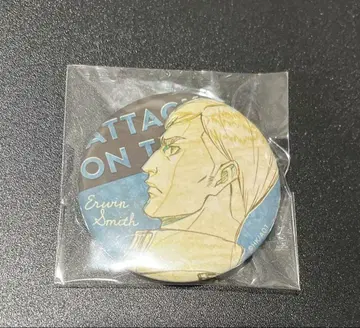 ATTAC
ON T
Erwin
Smith